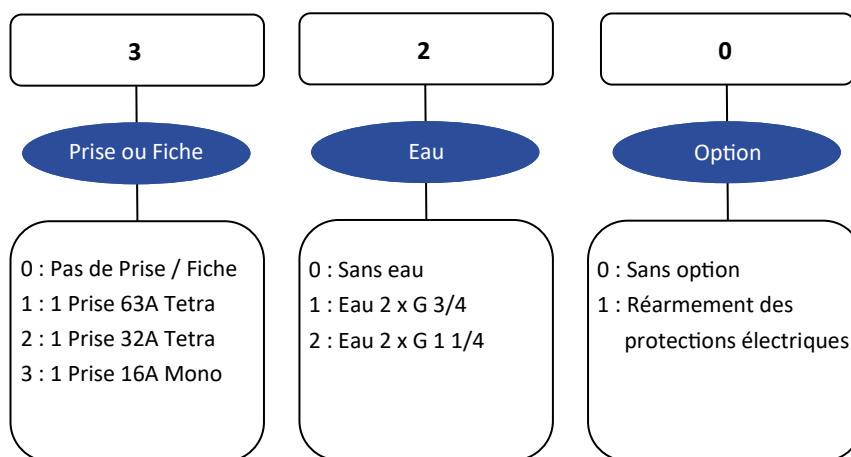 3
Prise ou Fiche
0 : Pas de Prise / Fiche
1 : 1 Prise 63A Tetra
2 : 1 Prise 32A Tetra
3 : 1 Prise 16A Mono
2
Eau
0 : Sans eau
1 : Eau 2 x G 3/4
2 : Eau 2 x G 1 1/4
0
Option
0 : Sans option
1 : Réarmement des
protections électriques